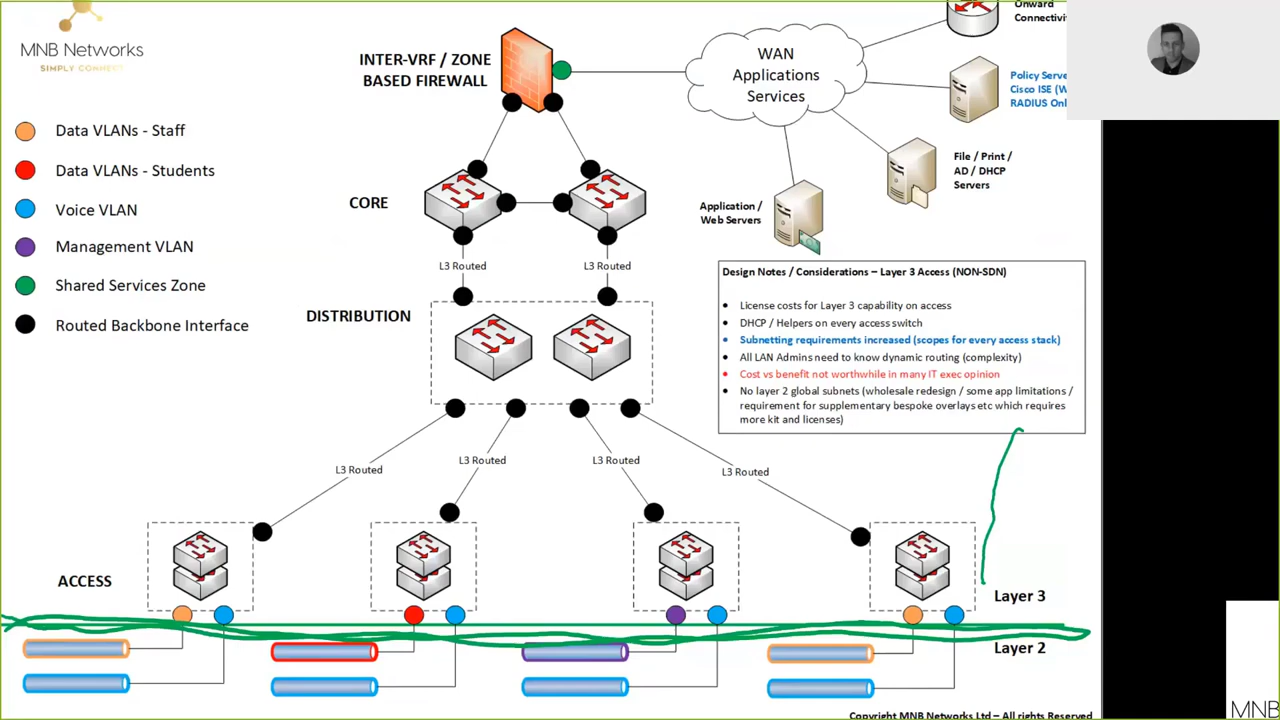 MNB Networks
SIMPLY CONNECT
INTER-VRF / ZONE
BASED FIREWALL
WAN
Applications
Services
Onward
Policy
Cisco ISE
RADIUS
File / Print /
AD / DHCP
Servers
Application /
Web Servers
Data VLANs - Staff
Data VLANs - Students
Voice VLAN
Management VLAN
Shared Services Zone
Routed Backbone Interface
CORE
L3 Routed
L3 Routed
DISTRIBUTION
Design Notes / Considerations – Layer 3 Access (NON-SDN)
• License costs for Layer 3 capability on access
• DHCP / Helpers on every access switch
• Subnetting requirements increased (scopes for every access stack)
• All LAN Admins need to know dynamic routing (complexity)
• Cost vs benefit not worthwhile in many IT exec opinion
• No layer 2 global subnets (wholesale redesign / some app limitations /
requirement for supplementary bespoke overlays etc which requires
more kit and licenses)
L3 Routed
L3 Routed
L3 Routed
L3 Routed
ACCESS
Layer 3
Layer 2
Copyright MNB Networks Ltd – All rights Reserved
MNB